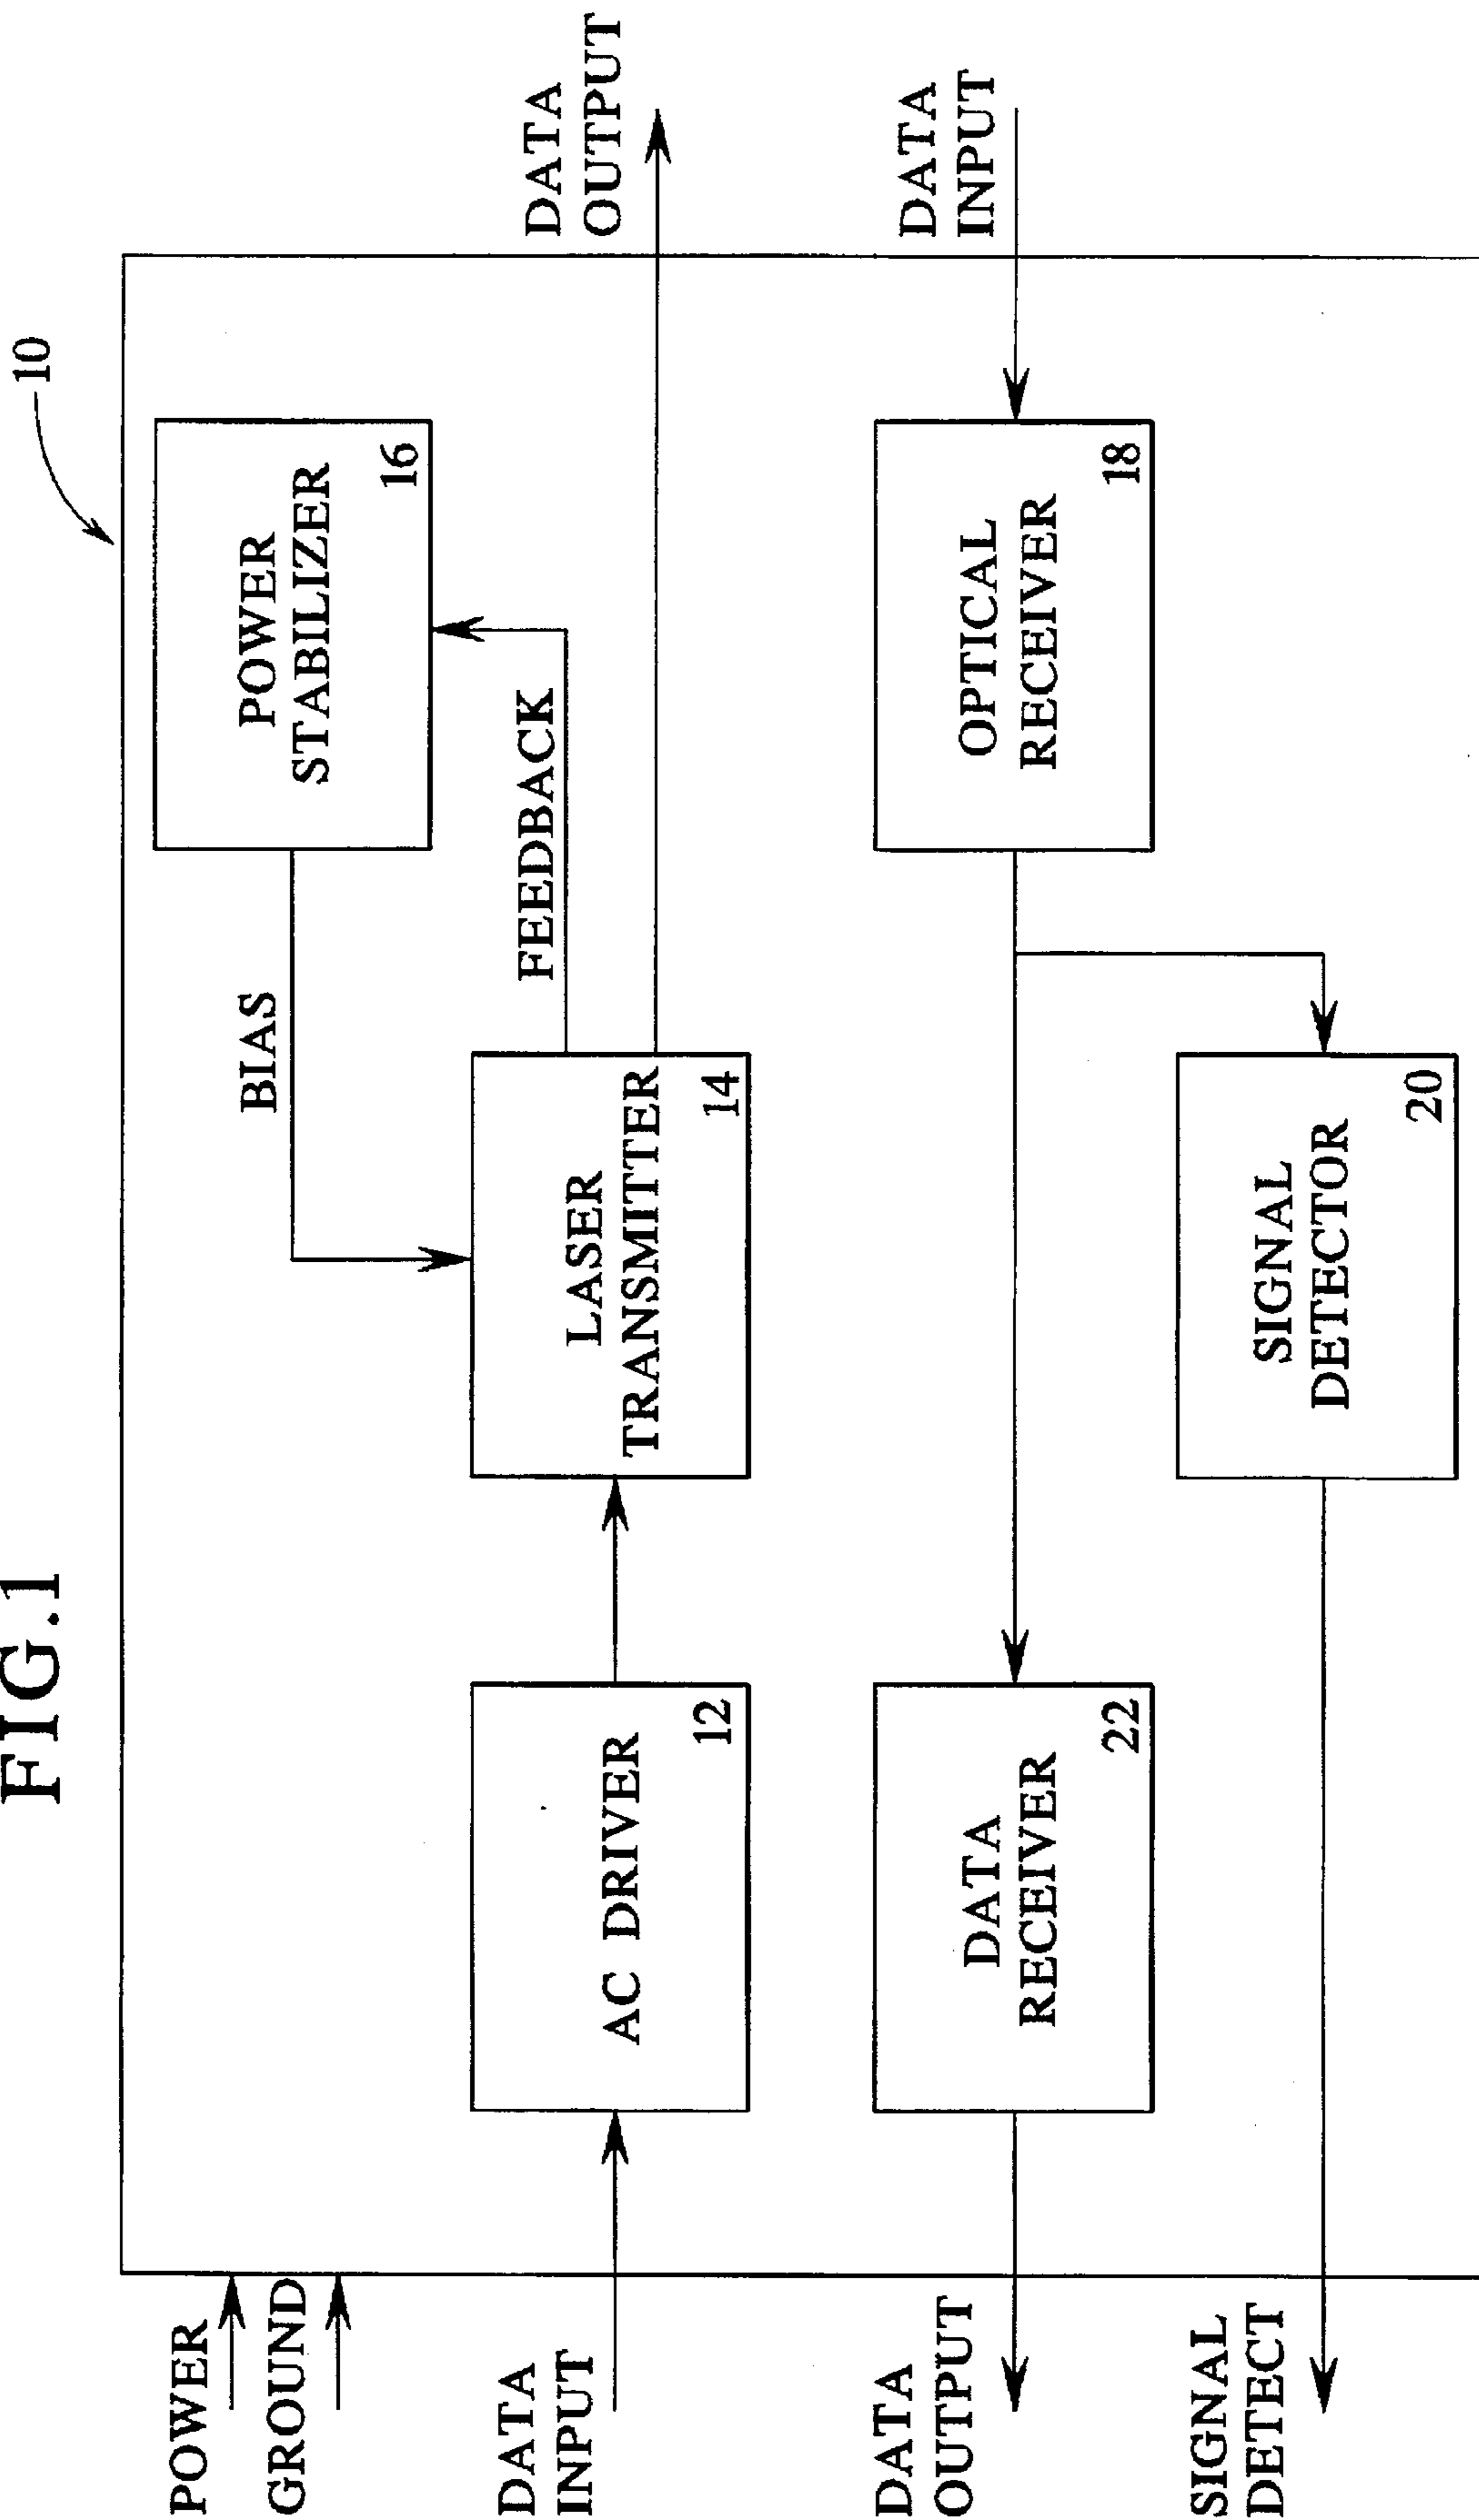 FIG.1
10
POWER
GROUND
DATA
INPUT
DATA
OUTPUT
SIGNAL
DETECT
AC DRIVER
12
BIAS
LASER
TRANSMITTER
14
FEEDBACK
POWER
STABILIZER
16
DATA
OUTPUT
DATA
RECEIVER
22
OPTICAL
RECEIVER
18
DATA
INPUT
SIGNAL
DETECTOR
20